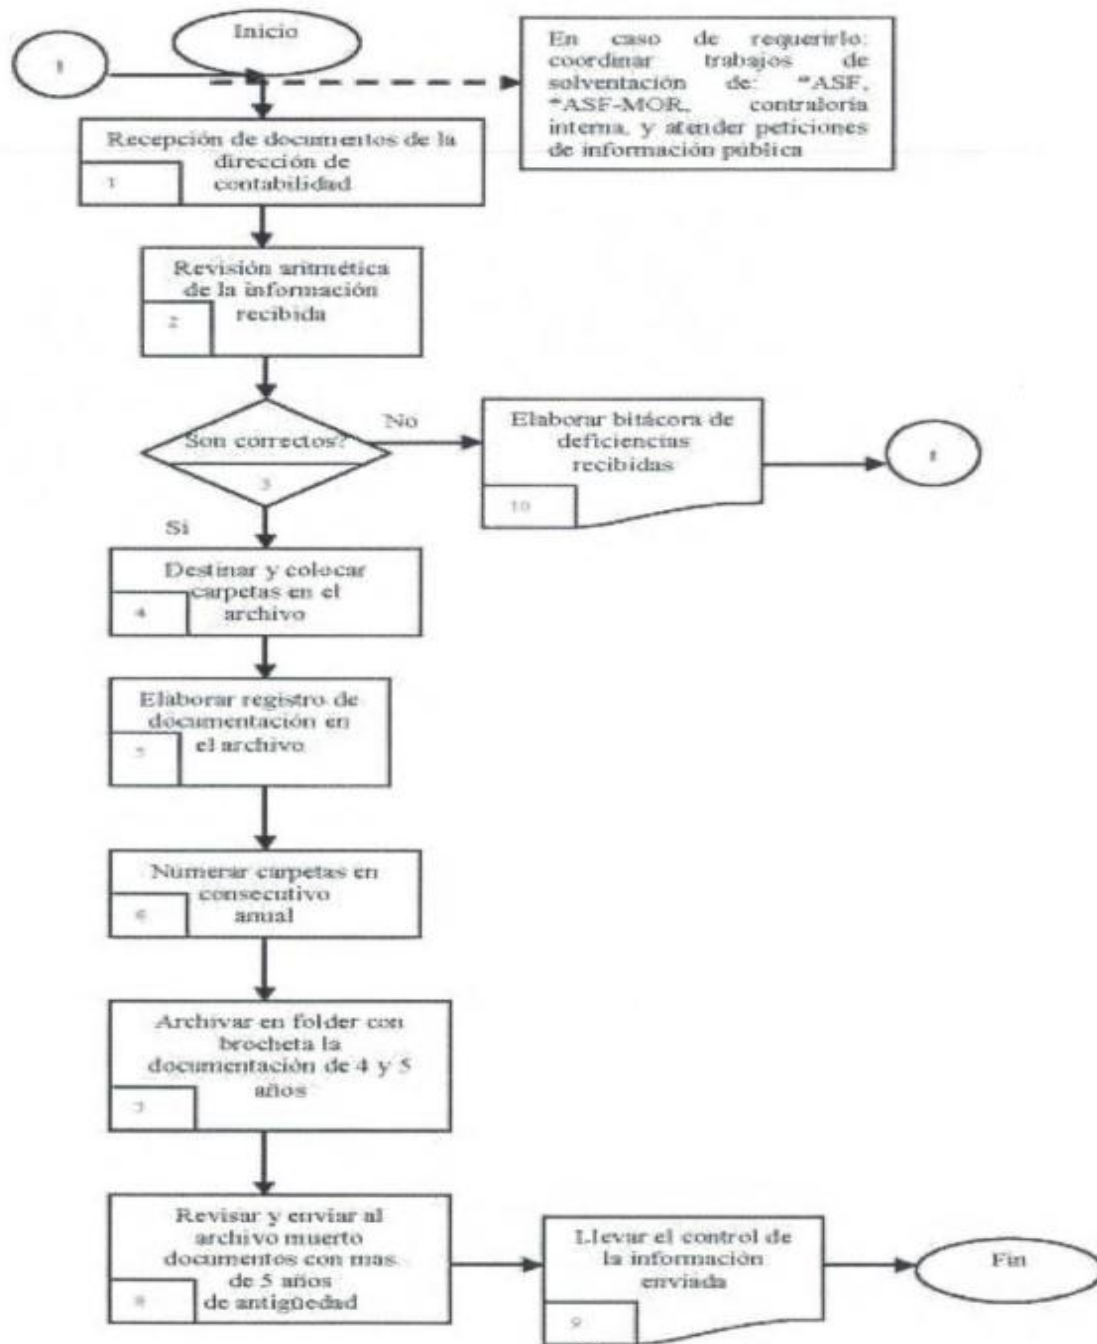 Inicio
1
En caso de requerirlo:
coordinar trabajos de
solventación de: *ASF,
*ASF-MOR, contraloría
interna, y atender peticiones
de información pública
Recepción de documentos de la
dirección de
contabilidad
1
Revisión aritmética
de la información
recibida
2
Son correctos?
3
No
Elaborar bitácora de
deficiencias
recibidas
10
1
Si
Destinar y colocar
carpetas en el
archivo
4
Elaborar registro de
documentación en
el archivo
5
Numerar carpetas en
consecutivo
anual
6
Archivar en folder con
brocheta la
documentación de 4 y 5
años
7
Revisar y enviar al
archivo muerto
documentos con mas
de 5 años
de antigüedad
8
Llevar el control de
la información
enviada
9
Fin